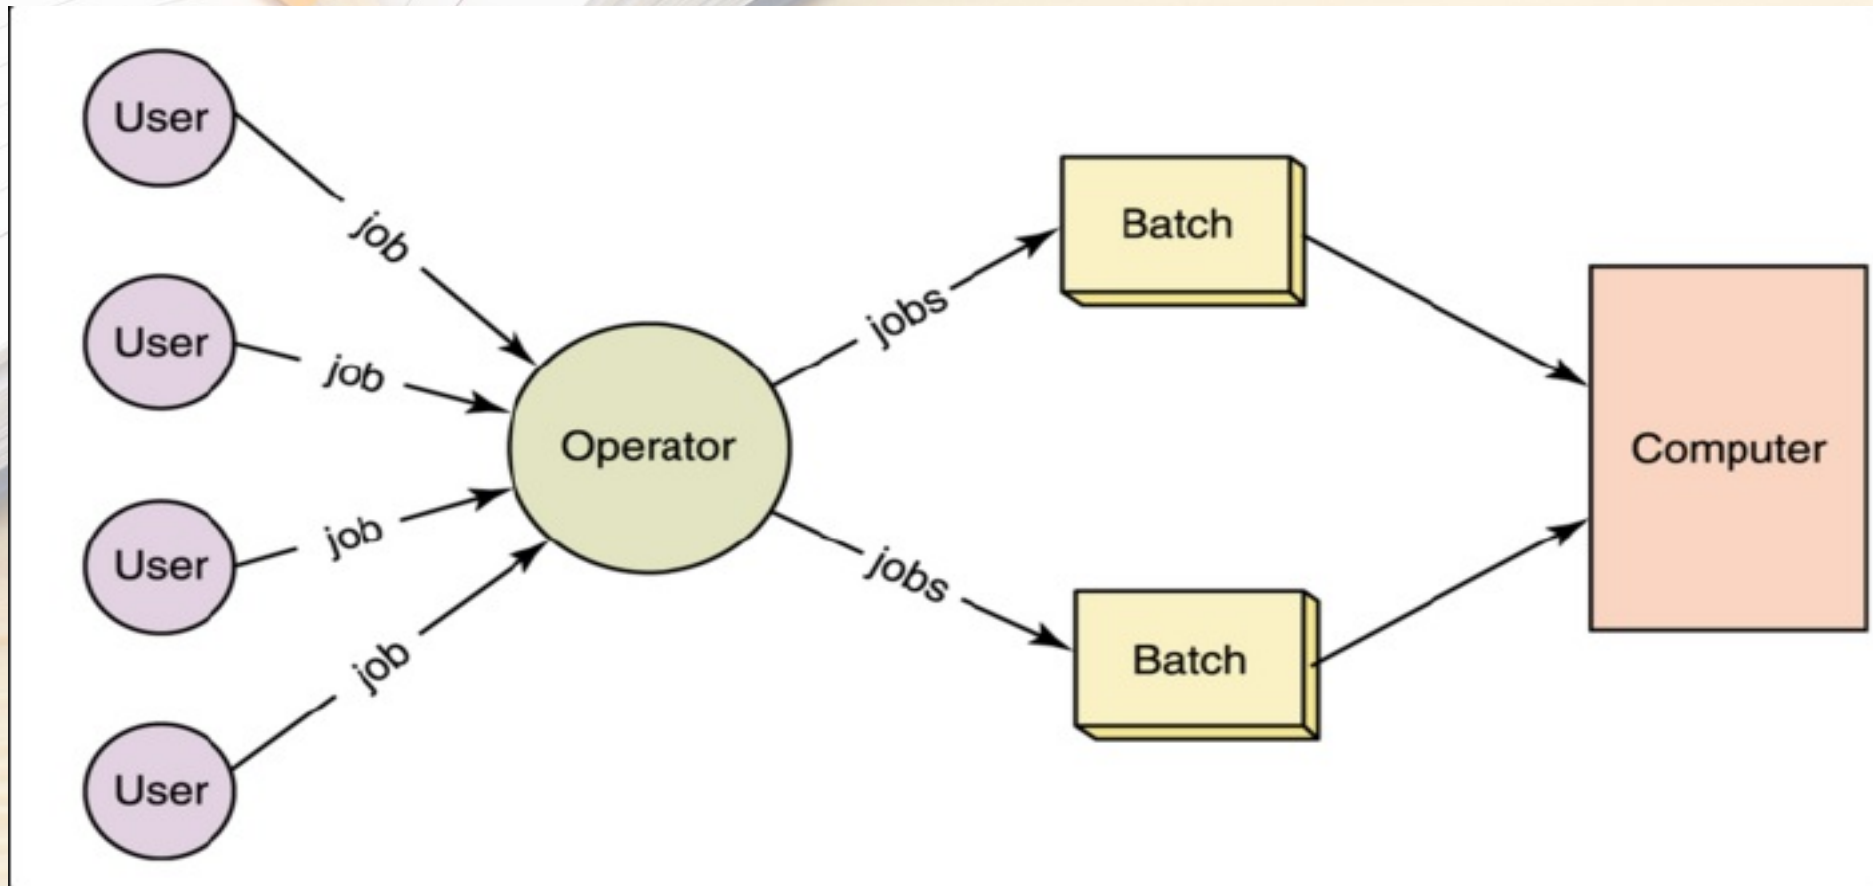 User
job
User
job
User
job
User
job
Operator
jobs
jobs
Batch
Batch
Computer